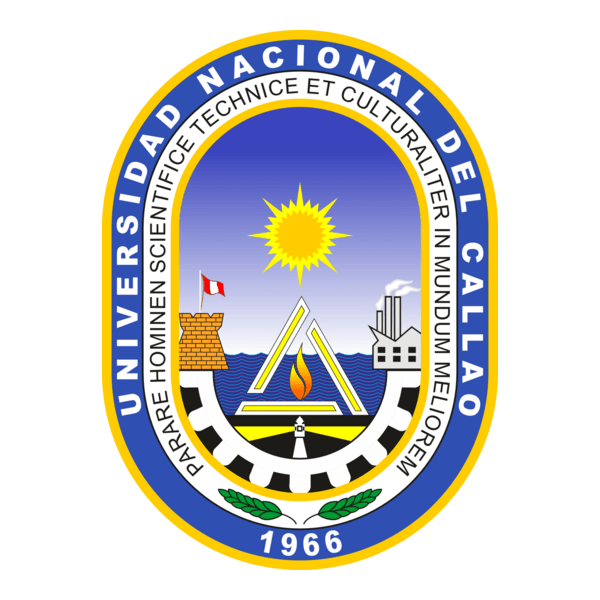 UNIVERSIDAD NACIONAL DEL CALLAO
PARARE HOMINEN SCIENTIFICE TECHNICE ET CULTURALITER IN MUNDUM MELIOREM
1966